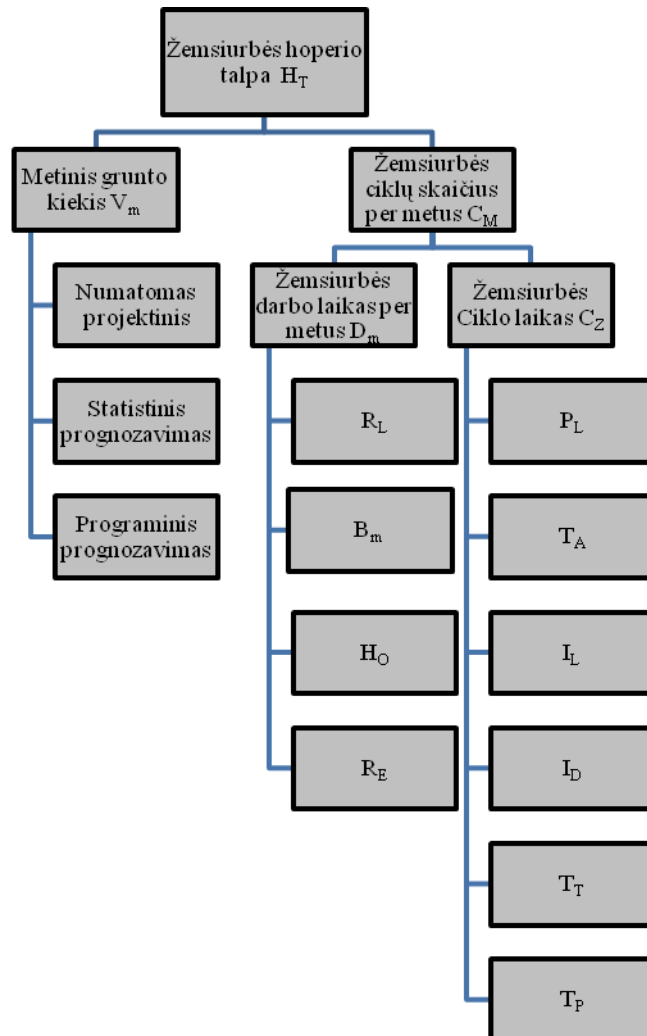 Žemsiurbės hoperio
talpa H_T
Metinis grunto
kiekis V_m
Žemsiurbės
ciklų skaičius
per metus C_M
Numatomas
projektinis
Statistinis
prognozavimas
Programinis
prognozavimas
Žemsiurbės
darbo laikas per
metus D_m
R_L
B_m
H_O
R_E
Žemsiurbės
Ciklo laikas C_Z
P_L
T_A
I_L
I_D
T_T
T_P